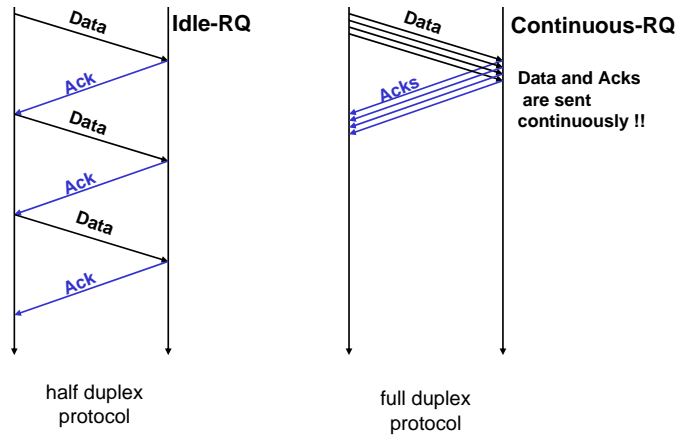 Idle-RQ
Data
Ack
Data
Ack
Data
Ack
half duplex
protocol
Continuous-RQ
Data
Acks
Data and Acks
are sent
continuously !!
full duplex
protocol